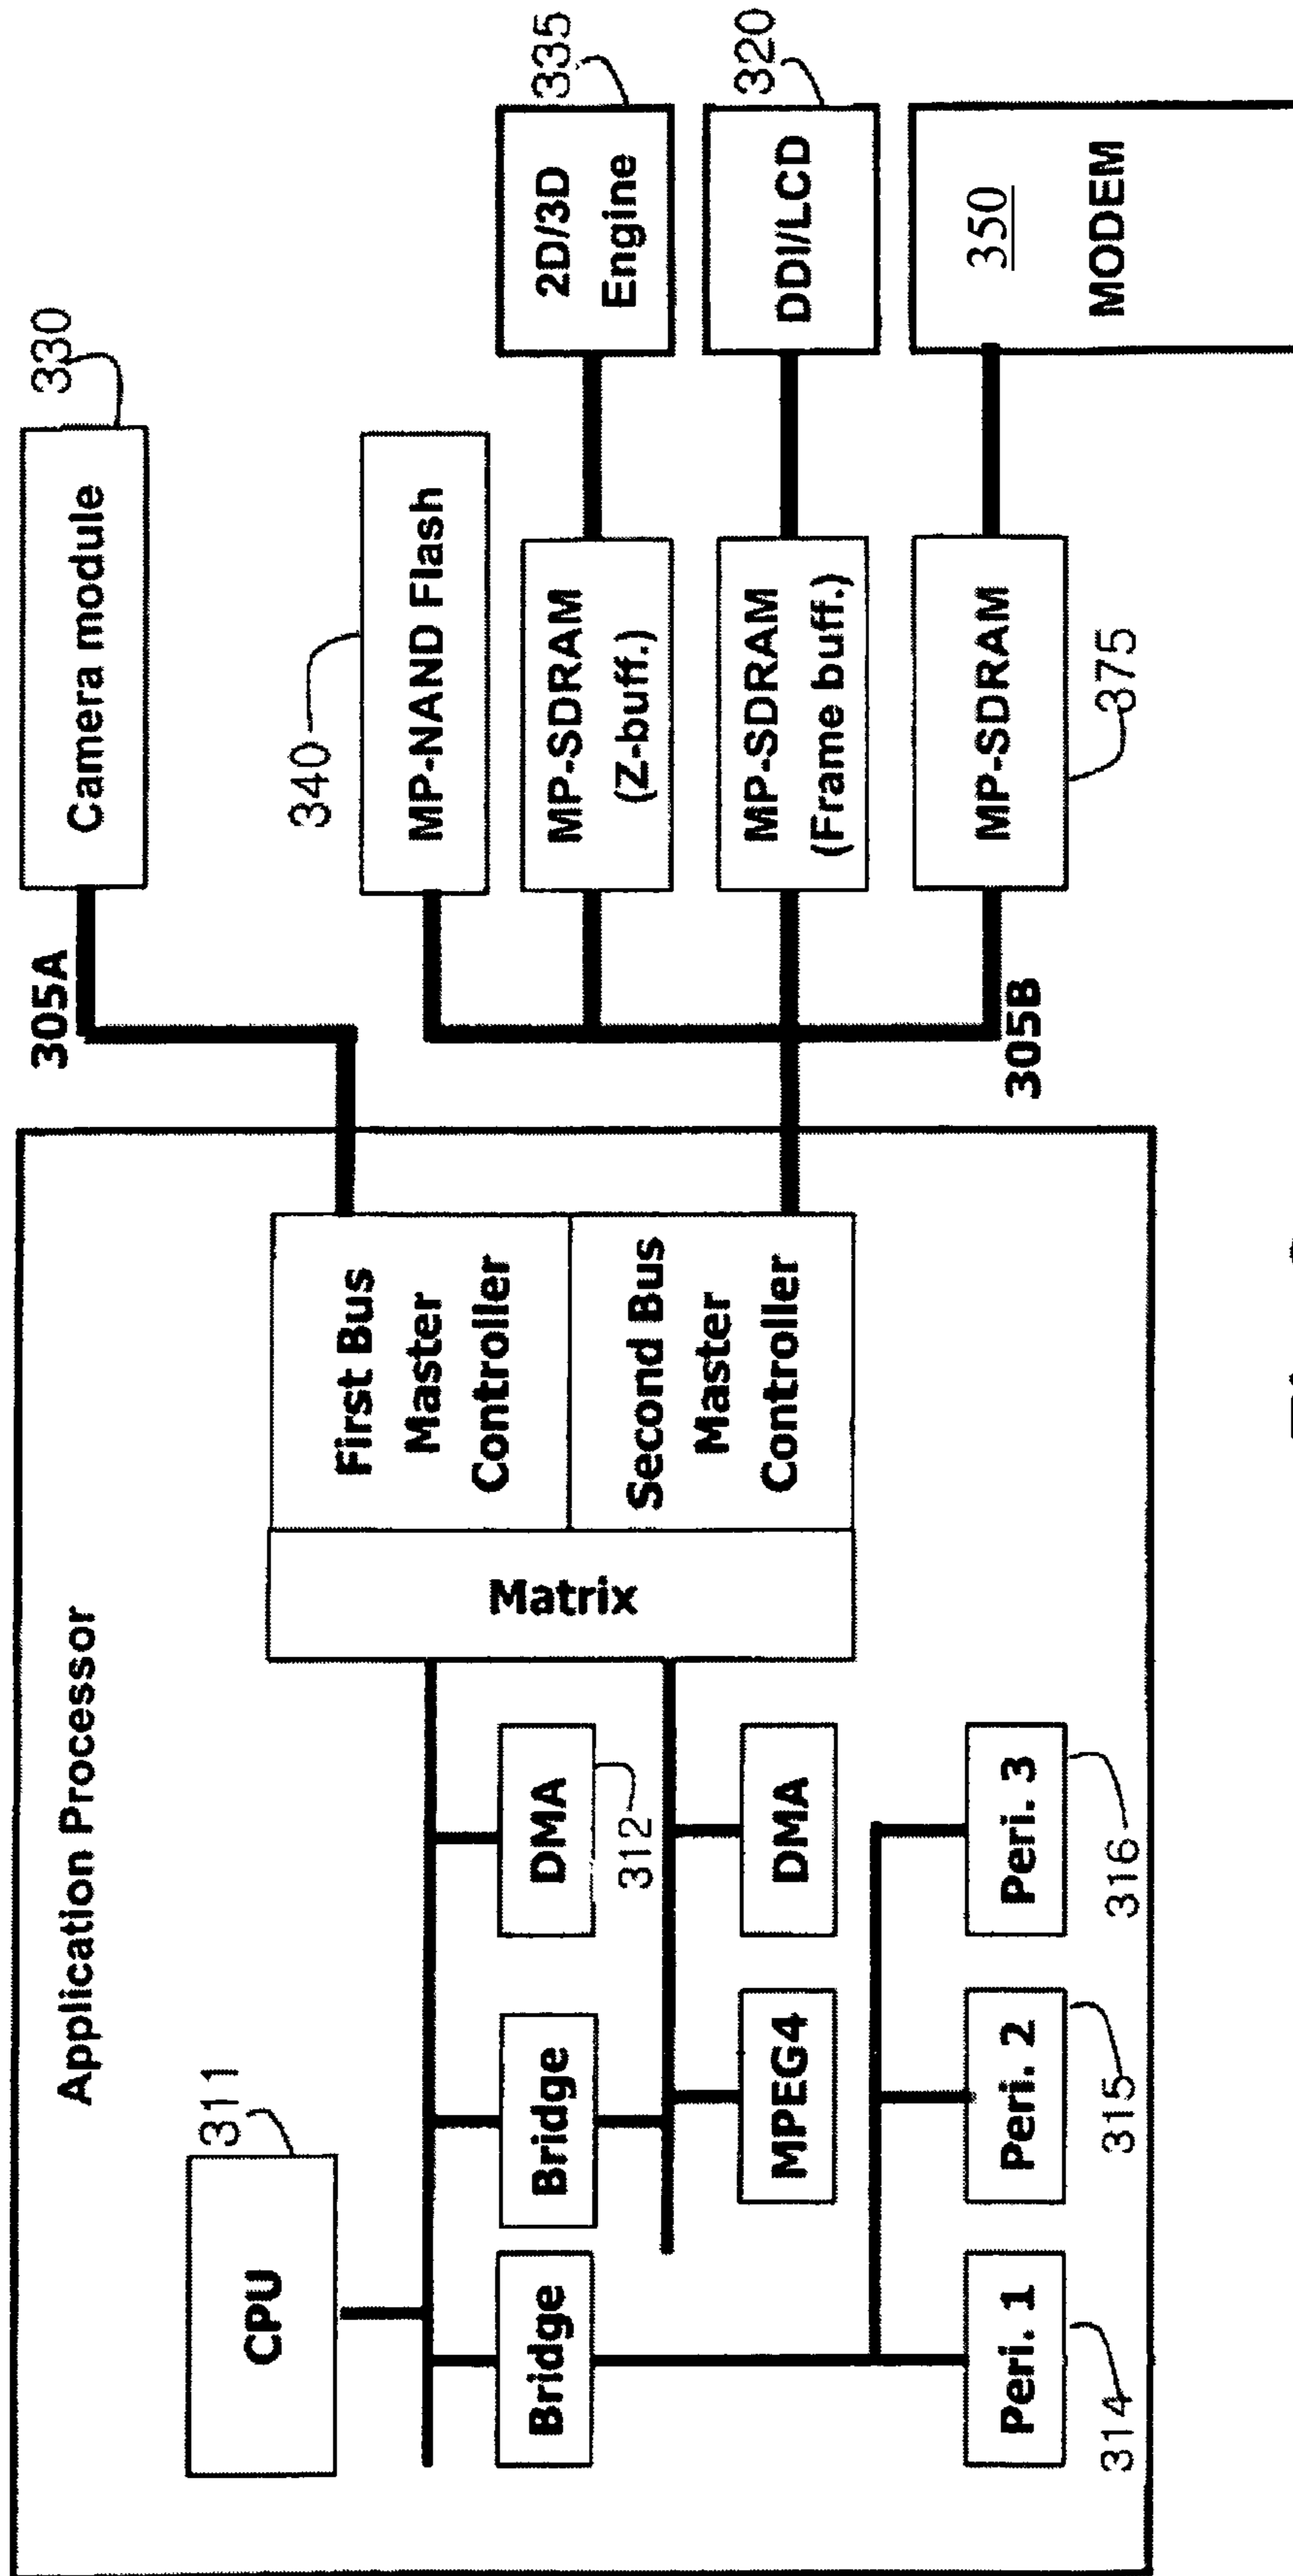 Application Processor
311
CPU
Bridge
Bridge
DMA
312
MPEG4
DMA
Peri. 1
Peri. 2
Peri. 3
314
315
316
Matrix
First Bus
Master
Controller
Second Bus
Master
Controller
305A
305B
330
Camera module
340
MP-NAND Flash
MP-SDRAM
(Z-buff.)
335
2D/3D
Engine
MP-SDRAM
(Frame buff.)
320
DDI/LCD
MP-SDRAM
375
350
MODEM